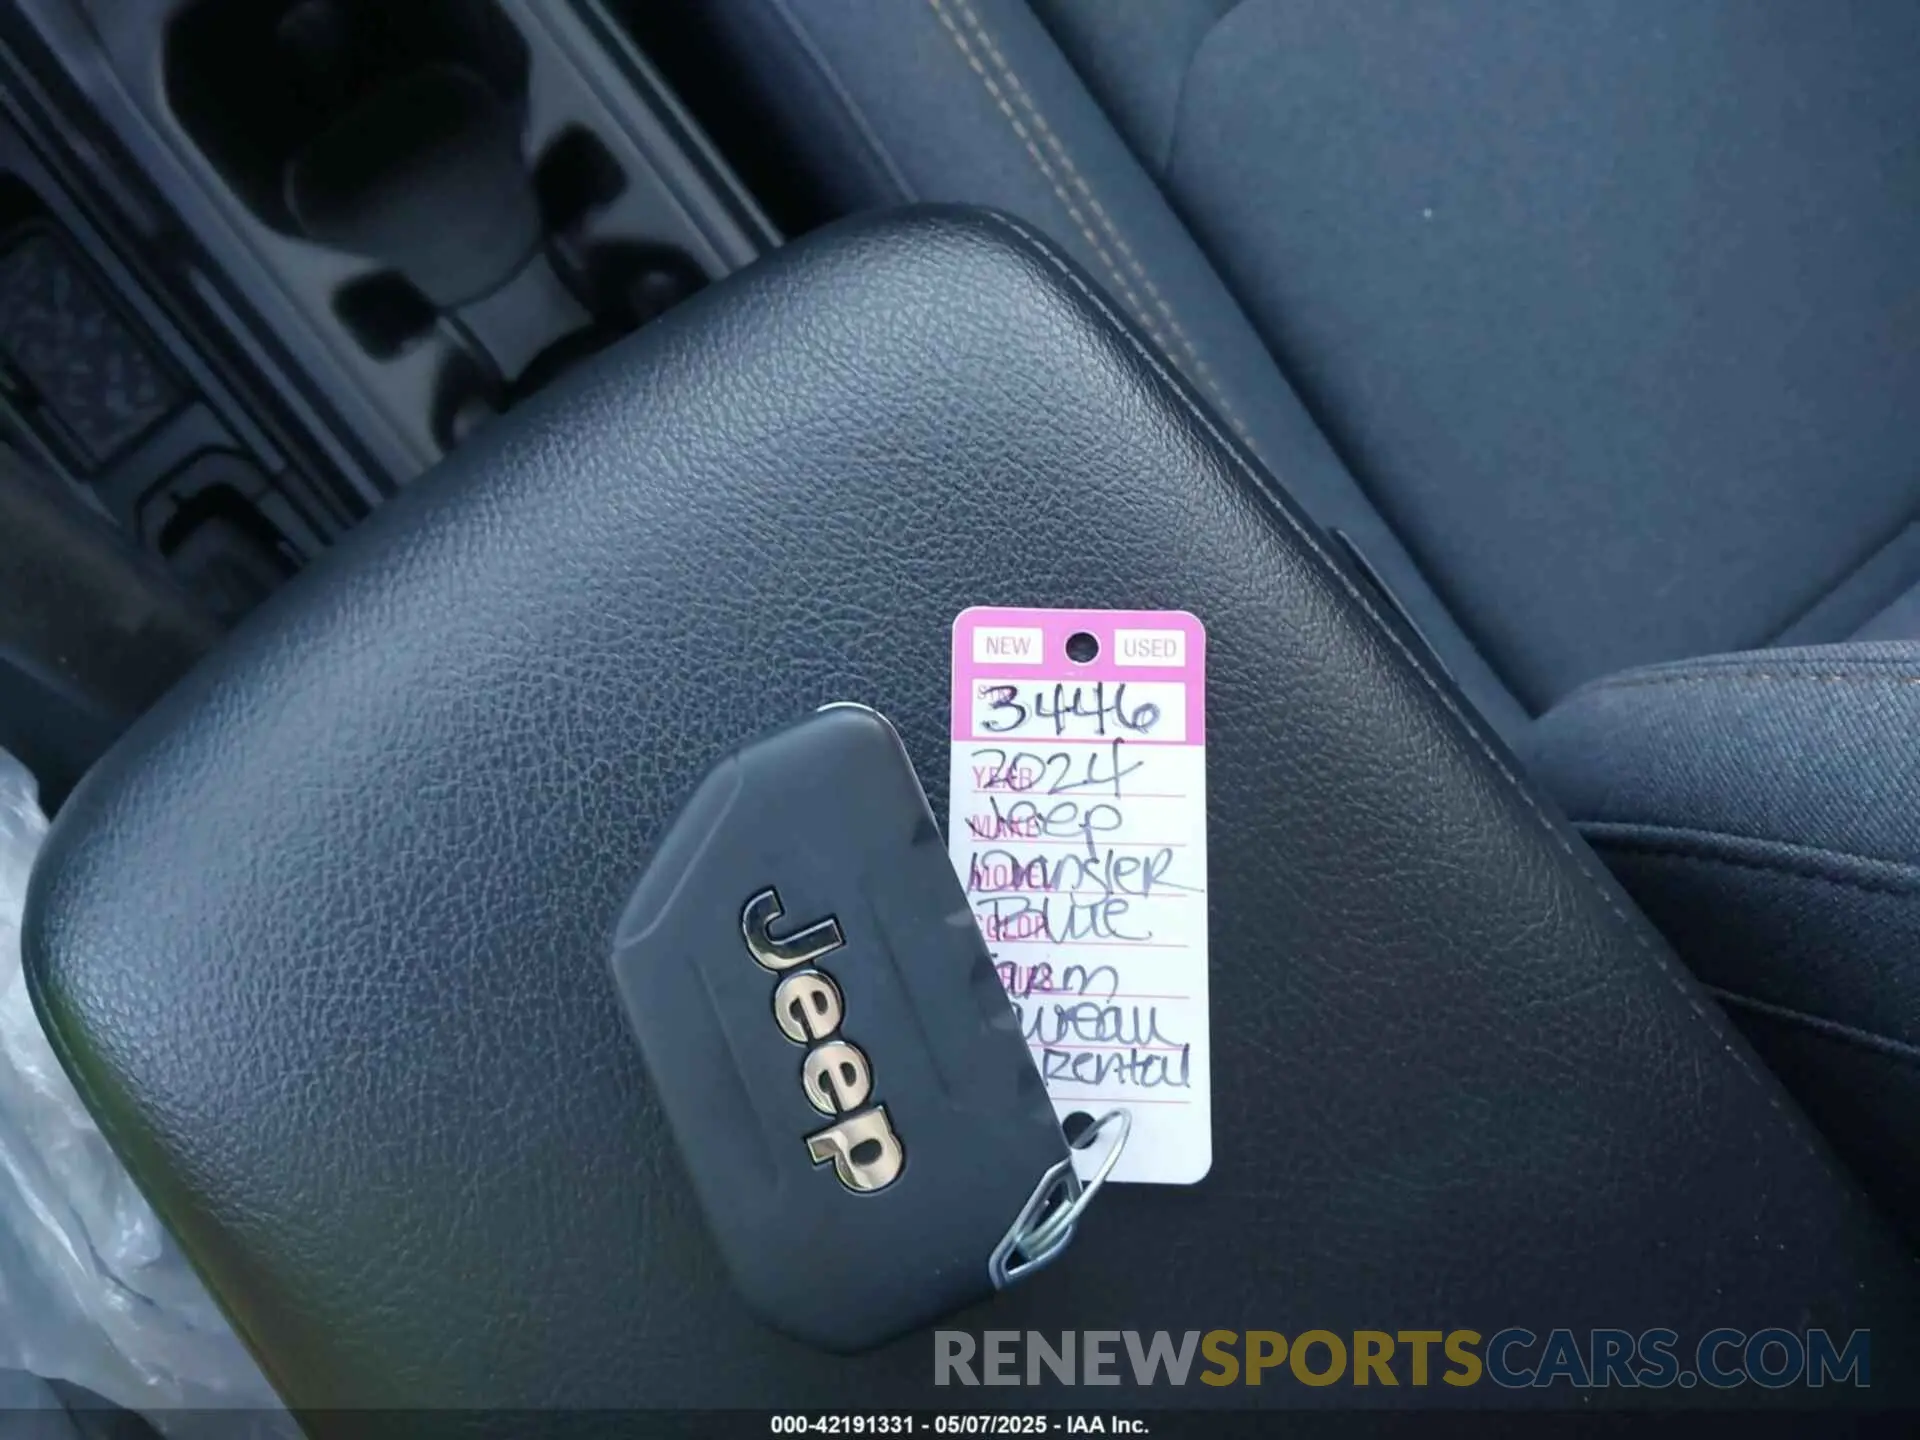 NEW USED
3446
YEAR 2024
MAKE Jeep
MODEL Wrangler
COLOR Blue
Rental
Jeep
RENEWSPORTSCARS.COM
000-42191331 - 05/07/2025 - IAA Inc.